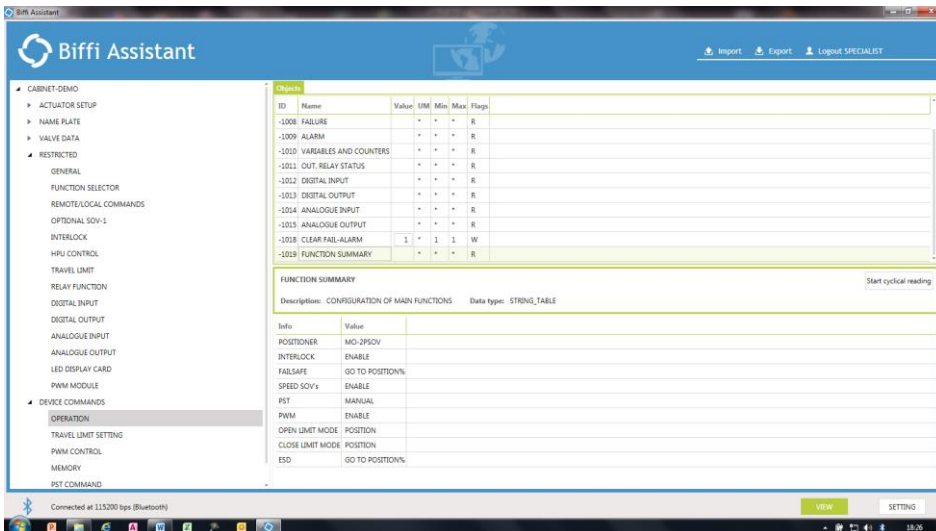 Biffi Assistant
Biffi Assistant
Import Export Logout SPECIALIST
CABINET-DEMO
ACTUATOR SETUP
NAME PLATE
VALVE DATA
RESTRICTED
GENERAL
FUNCTION SELECTOR
REMOTE/LOCAL COMMANDS
OPTIONAL SOV-1
INTERLOCK
HPU CONTROL
TRAVEL LIMIT
RELAY FUNCTION
DIGITAL INPUT
DIGITAL OUTPUT
ANALOGUE INPUT
ANALOGUE OUTPUT
LED DISPLAY CARD
PWM MODULE
DEVICE COMMANDS
OPERATION
TRAVEL LIMIT SETTING
PWM CONTROL
MEMORY
PST COMMAND
Objects
ID Name Value UM Min Max Flags
-1008 FAILURE * * * R
-1009 ALARM * * * R
-1010 VARIABLES AND COUNTERS * * * R
-1011 OUT. RELAY STATUS * * * R
-1012 DIGITAL INPUT * * * R
-1013 DIGITAL OUTPUT * * * R
-1014 ANALOGUE INPUT * * * R
-1015 ANALOGUE OUTPUT * * * R
-1018 CLEAR FAIL-ALARM 1 * 1 1 W
-1019 FUNCTION SUMMARY * * * R
FUNCTION SUMMARY
Start cyclical reading
Description: CONFIGURATION OF MAIN FUNCTIONS Data type: STRING_TABLE
Info Value
POSITIONER MO-2PSOV
INTERLOCK ENABLE
FAILSAFE GO TO POSITION%
SPEED SOV's ENABLE
PST MANUAL
PWM ENABLE
OPEN LIMIT MODE POSITION
CLOSE LIMIT MODE POSITION
ESD GO TO POSITION%
Connected at 115200 bps (Bluetooth)
VIEW SETTING
18:26